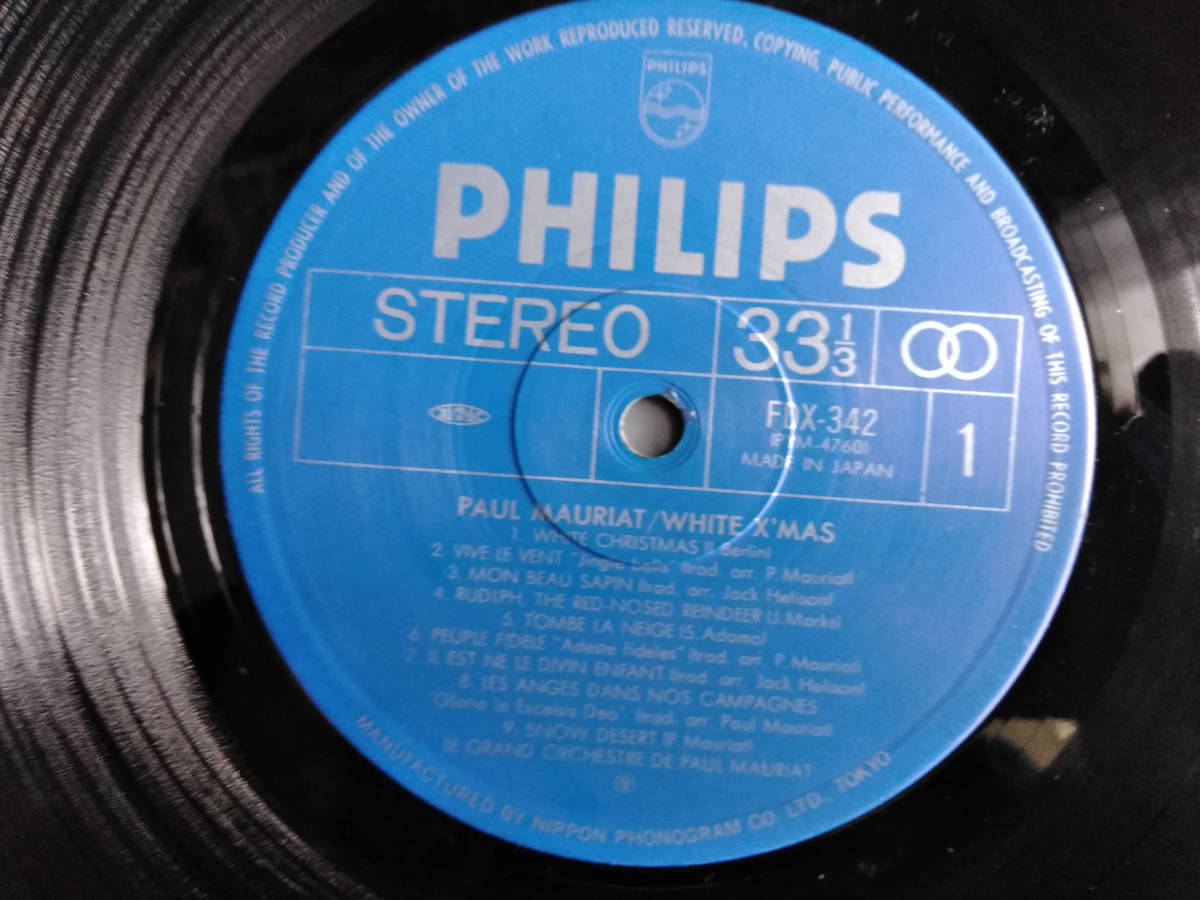 ALL RIGHTS OF THE RECORD PRODUCER AND OF THE OWNER OF THE WORK REPRODUCED RESERVED. COPYING, PUBLIC PERFORMANCE AND BROADCASTING OF THIS RECORD PROHIBITED
PHILIPS
PHILIPS
STEREO
33 1/3
FDX-342
MADE IN JAPAN
1
PAUL MAURIAT/WHITE X'MAS
1. WHITE CHRISTMAS (I. Berlin)
2. VIVE LE VENT "Jingle bells" (trad. arr. P. Mauriat)
3. MON BEAU SAPIN (trad. arr. Jack Helison)
4. RUDLPH, THE RED-NOSED REINDEER (J. Marks)
5. TOMBE LA NEIGE (S. Adamo)
6. PEUPLE FIDELE "Adeste Fideles" (trad. arr. P. Mauriat)
7. IL EST NE LE DIVIN ENFANT (trad. arr. Jack Helison)
8. LES ANGES DANS NOS CAMPAGNES
"Gloria In Excelsis Deo" (trad. arr. Paul Mauriat)
9. SNOW DESERT (P. Mauriat)
LE GRAND ORCHESTRE DE PAUL MAURIAT
MANUFACTURED BY NIPPON PHONOGRAM CO LTD., TOKYO